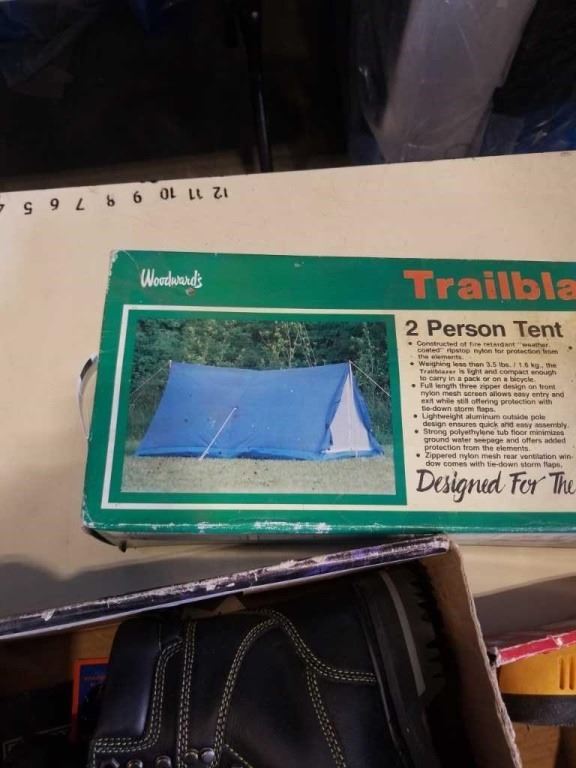 12 11 10 9 8 7 6 5 4
Woodward's
Trailbla
2 Person Tent
• Constructed of fire retardant "weather
coated" ripstop nylon for protection from
the elements.
• Weighing less than 3.5 lbs. / 1.6 kg., the
Trailblazer is light and compact enough
to carry in a pack or on a bicycle.
• Full length three zipper design on front
nylon mesh screen allows easy entry and
exit while still offering protection with
tie-down storm flaps.
• Lightweight aluminum outside pole
design ensures quick and easy assembly.
• Strong polyethylene tub floor minimizes
ground water seepage and offers added
protection from the elements.
• Zippered nylon mesh rear ventilation win-
dow comes with tie-down storm flaps.
Designed For The